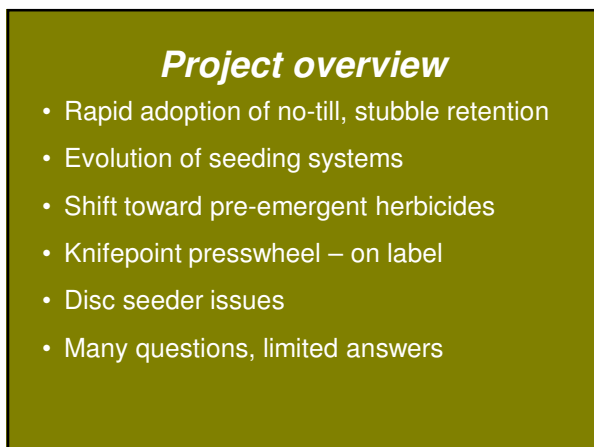 Project overview
• Rapid adoption of no-till, stubble retention
• Evolution of seeding systems
• Shift toward pre-emergent herbicides
• Knifepoint presswheel – on label
• Disc seeder issues
• Many questions, limited answers